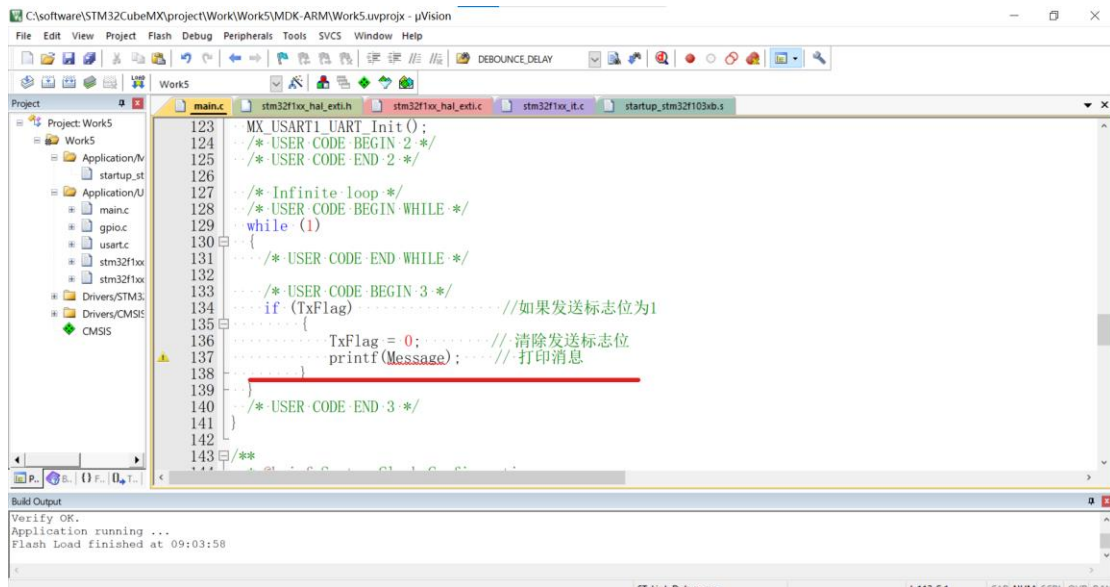 C:\software\STM32CubeMX\project\Work\Work5\MDK-ARM\Work5.uvprojx - µVision
File Edit View Project Flash Debug Peripherals Tools SVCS Window Help
DEBOUNCE_DELAY
LOAD Work5
Project
Project: Work5
Work5
Application/M
startup_st
Application/U
main.c
gpio.c
usart.c
stm32f1xx
stm32f1xx
Drivers/STM32
Drivers/CMSIS
CMSIS
P... B... {} F... 0 T...
main.c stm32f1xx_hal_exti.h stm32f1xx_hal_exti.c stm32f1xx_it.c startup_stm32f103xb.s
123 MX_USART1_UART_Init();
124 /* USER CODE BEGIN 2 */
125 /* USER CODE END 2 */
126
127 /* Infinite loop */
128 /* USER CODE BEGIN WHILE */
129 while (1)
130 {
131 /* USER CODE END WHILE */
132
133 /* USER CODE BEGIN 3 */
134 if (TxFlag) //如果发送标志位为1
135 {
136 TxFlag = 0; // 清除发送标志位
137 printf(Message); // 打印消息
138 }
139 }
140 /* USER CODE END 3 */
141 }
142
143 /**
Build Output
Verify OK.
Application running ...
Flash Load finished at 09:03:58